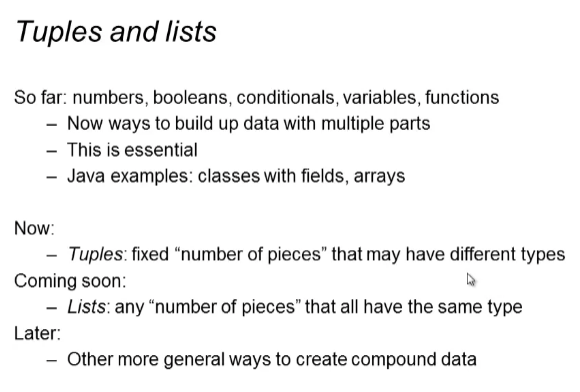 Tuples and lists
So far: numbers, booleans, conditionals, variables, functions
– Now ways to build up data with multiple parts
– This is essential
– Java examples: classes with fields, arrays
Now:
– Tuples: fixed “number of pieces” that may have different types
Coming soon:
– Lists: any “number of pieces” that all have the same type
Later:
– Other more general ways to create compound data